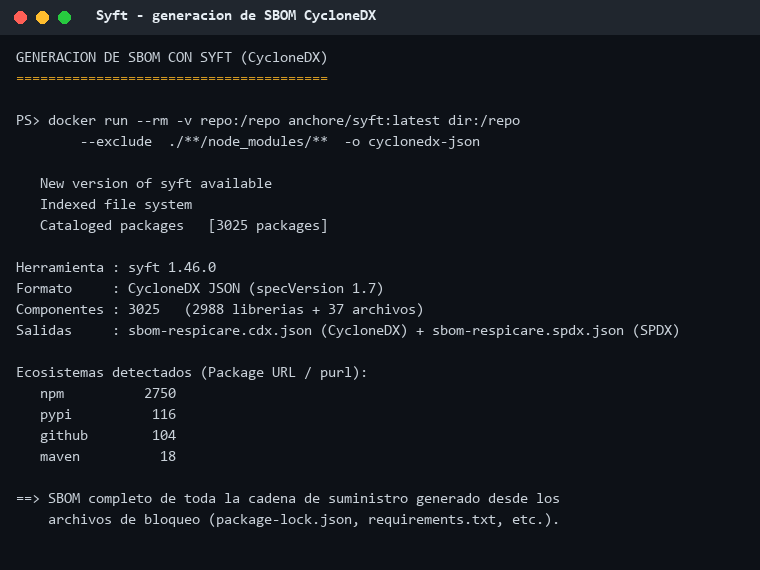 Syft - generacion de SBOM CycloneDX
GENERACION DE SBOM CON SYFT (CycloneDX)
=======================================
PS> docker run --rm -v repo:/repo anchore/syft:latest dir:/repo
--exclude ./**/node_modules/** -o cyclonedx-json
New version of syft available
Indexed file system
Cataloged packages [3025 packages]
Herramienta : syft 1.46.0
Formato : CycloneDX JSON (specVersion 1.7)
Componentes : 3025 (2988 librerias + 37 archivos)
Salidas : sbom-respicare.cdx.json (CycloneDX) + sbom-respicare.spdx.json (SPDX)
Ecosistemas detectados (Package URL / purl):
npm 2750
pypi 116
github 104
maven 18
==> SBOM completo de toda la cadena de suministro generado desde los
archivos de bloqueo (package-lock.json, requirements.txt, etc.).